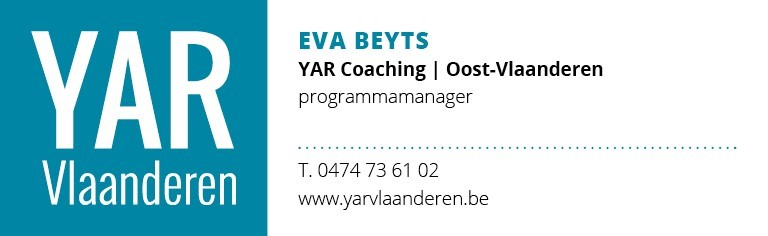 YAR
Vlaanderen
EVA BEYTS
YAR Coaching | Oost-Vlaanderen
programmamanager
T. 0474 73 61 02
www.yarvlaanderen.be